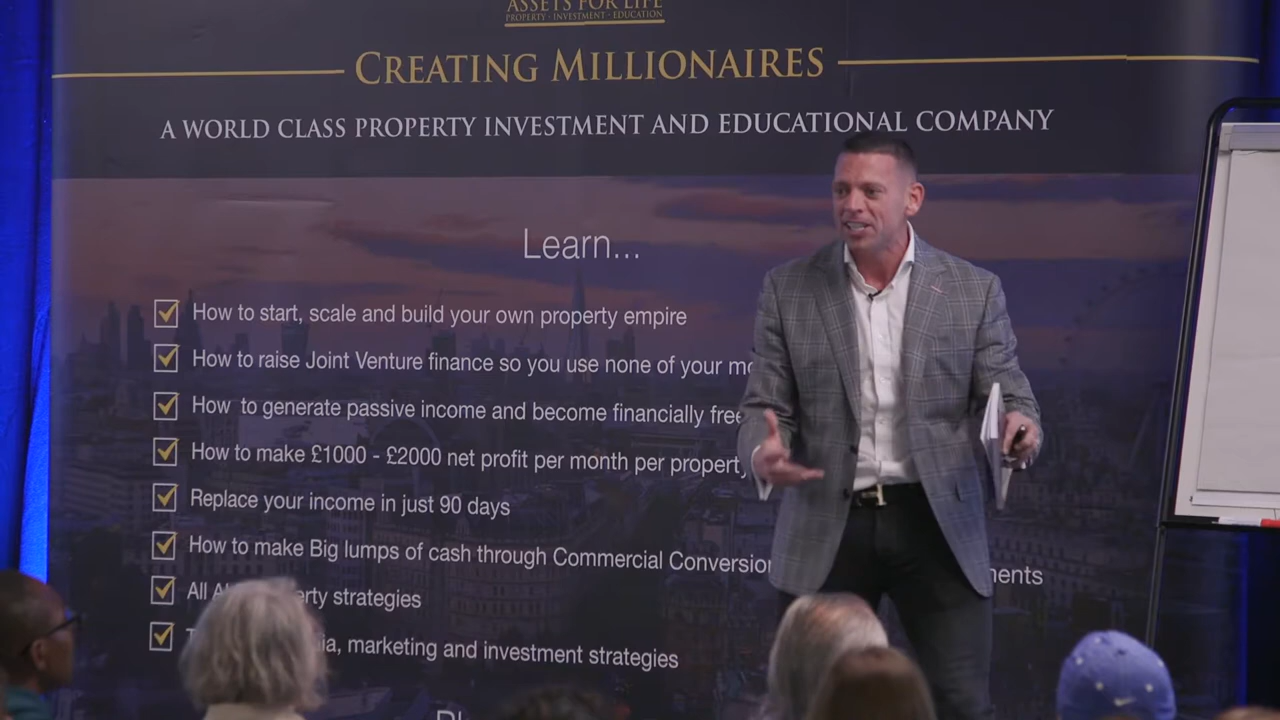 ASSETS FOR LIFE
PROPERTY · INVESTMENT · EDUCATION
CREATING MILLIONAIRES
A WORLD CLASS PROPERTY INVESTMENT AND EDUCATIONAL COMPANY
Learn...
How to start, scale and build your own property empire
How to raise Joint Venture finance so you use none of your
How to generate passive income and become financially free
How to make £1000 - £2000 net profit per month per property
Replace your income in just 90 days
How to make Big lumps of cash through Commercial Conversion
All strategies
marketing and investment strategies